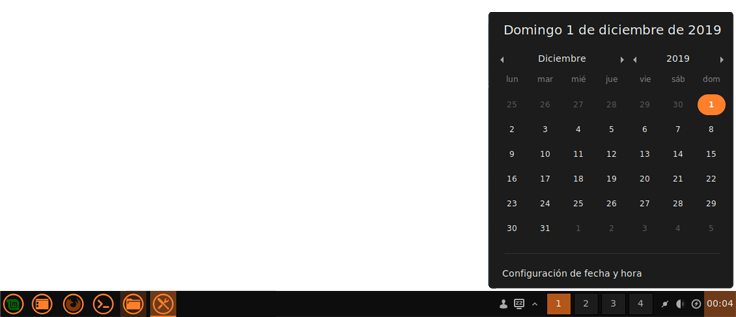 Domingo 1 de diciembre de 2019
Diciembre 2019
lun mar mié jue vie sáb dom
25 26 27 28 29 30 1
2 3 4 5 6 7 8
9 10 11 12 13 14 15
16 17 18 19 20 21 22
23 24 25 26 27 28 29
30 31 1 2 3 4 5
Configuración de fecha y hora
1 2 3 4 00:04